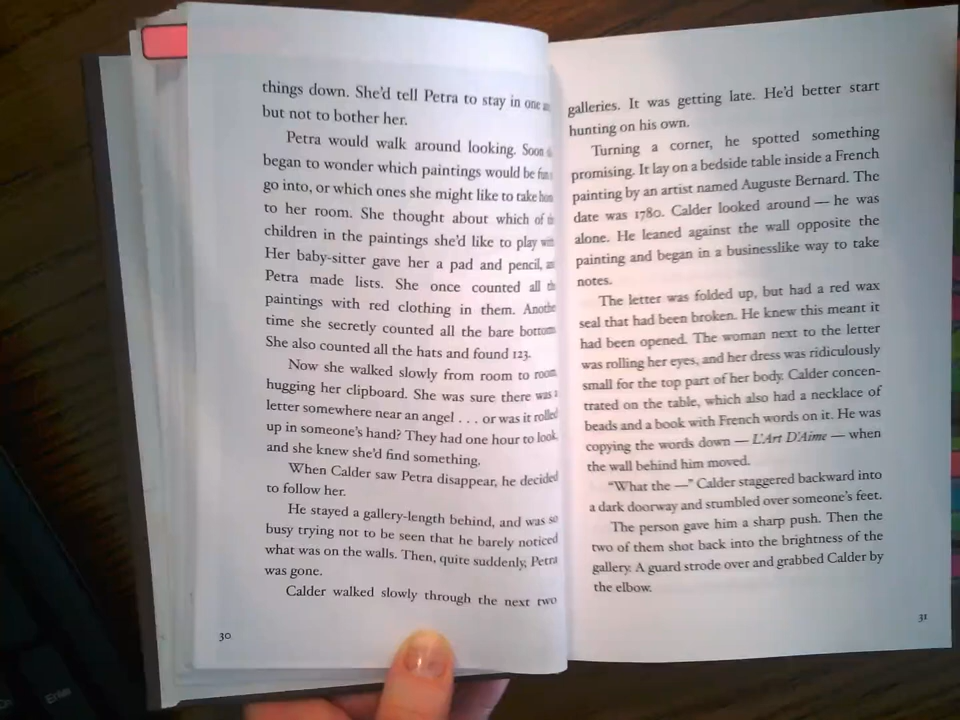 things down. She'd tell Petra to stay in one
but not to bother her.
Petra would walk around looking. Soon
began to wonder which paintings would be fun
go into, or which ones she might like to take home
to her room. She thought about which of the
children in the paintings she'd like to play with
Her baby-sitter gave her a pad and pencil, and
Petra made lists. She once counted all the
paintings with red clothing in them. Another
time she secretly counted all the bare bottoms
She also counted all the hats and found 123.
Now she walked slowly from room to room
hugging her clipboard. She was sure there was a
letter somewhere near an angel . . . or was it rolled
up in someone's hand? They had one hour to look,
and she knew she'd find something.
When Calder saw Petra disappear, he decided
to follow her.
He stayed a gallery-length behind, and was so
busy trying not to be seen that he barely noticed
what was on the walls. Then, quite suddenly, Petra
was gone.
Calder walked slowly through the next two
30
galleries. It was getting late. He'd better start
hunting on his own.
Turning a corner, he spotted something
promising. It lay on a bedside table inside a French
painting by an artist named Auguste Bernard. The
date was 1780. Calder looked around — he was
alone. He leaned against the wall opposite the
painting and began in a businesslike way to take
notes.
The letter was folded up, but had a red wax
seal that had been broken. He knew this meant it
had been opened. The woman next to the letter
was rolling her eyes, and her dress was ridiculously
small for the top part of her body. Calder concen-
trated on the table, which also had a necklace of
beads and a book with French words on it. He was
copying the words down — L'Art D'Aime — when
the wall behind him moved.
"What the —" Calder staggered backward into
a dark doorway and stumbled over someone's feet.
The person gave him a sharp push. Then the
two of them shot back into the brightness of the
gallery. A guard strode over and grabbed Calder by
the elbow.
31
Enter